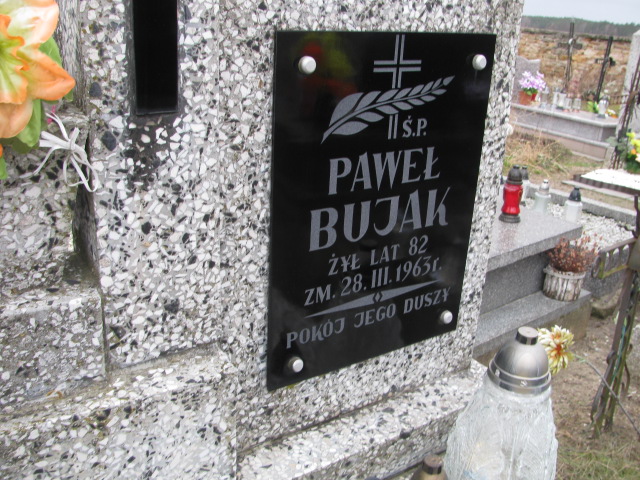 Ś.P.
PAWEŁ
BUJAK
ŻYŁ LAT 82
ZM. 28. III. 1963 r.
POKÓJ JEGO DUSZY